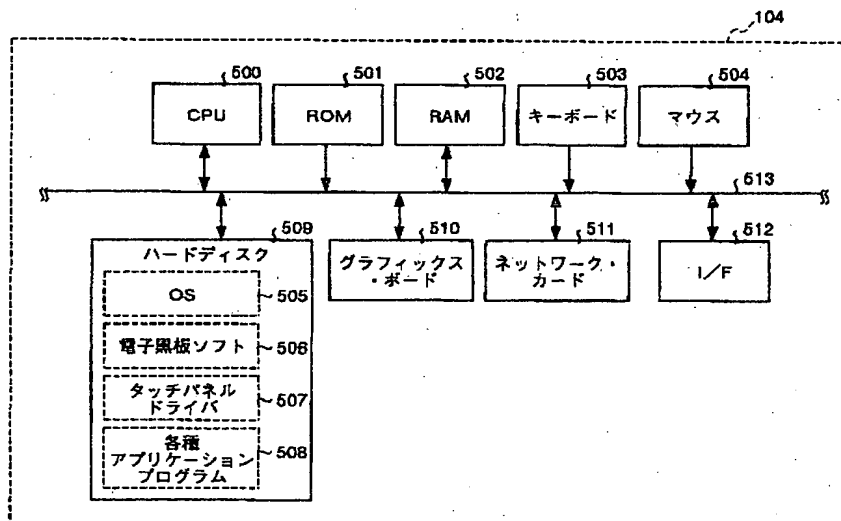 104
500
501
502
503
504
CPU
ROM
RAM
キーボード
マウス
513
509
510
511
512
ハードディスク
グラフィックス
・ボード
ネットワーク・
カード
I/F
OS
505
電子黒板ソフト
506
タッチパネル
ドライバ
507
各種
アプリケーション
プログラム
508